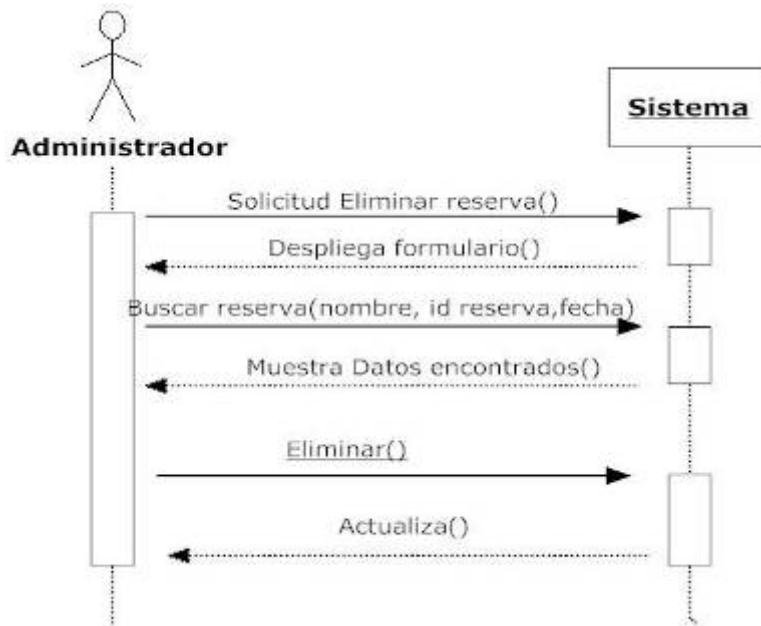 Sistema
Administrador
Solicitud Eliminar reserva()
Despliega formulario()
Buscar reserva(nombre, id reserva,fecha)
Muestra Datos encontrados()
Eliminar()
Actualiza()